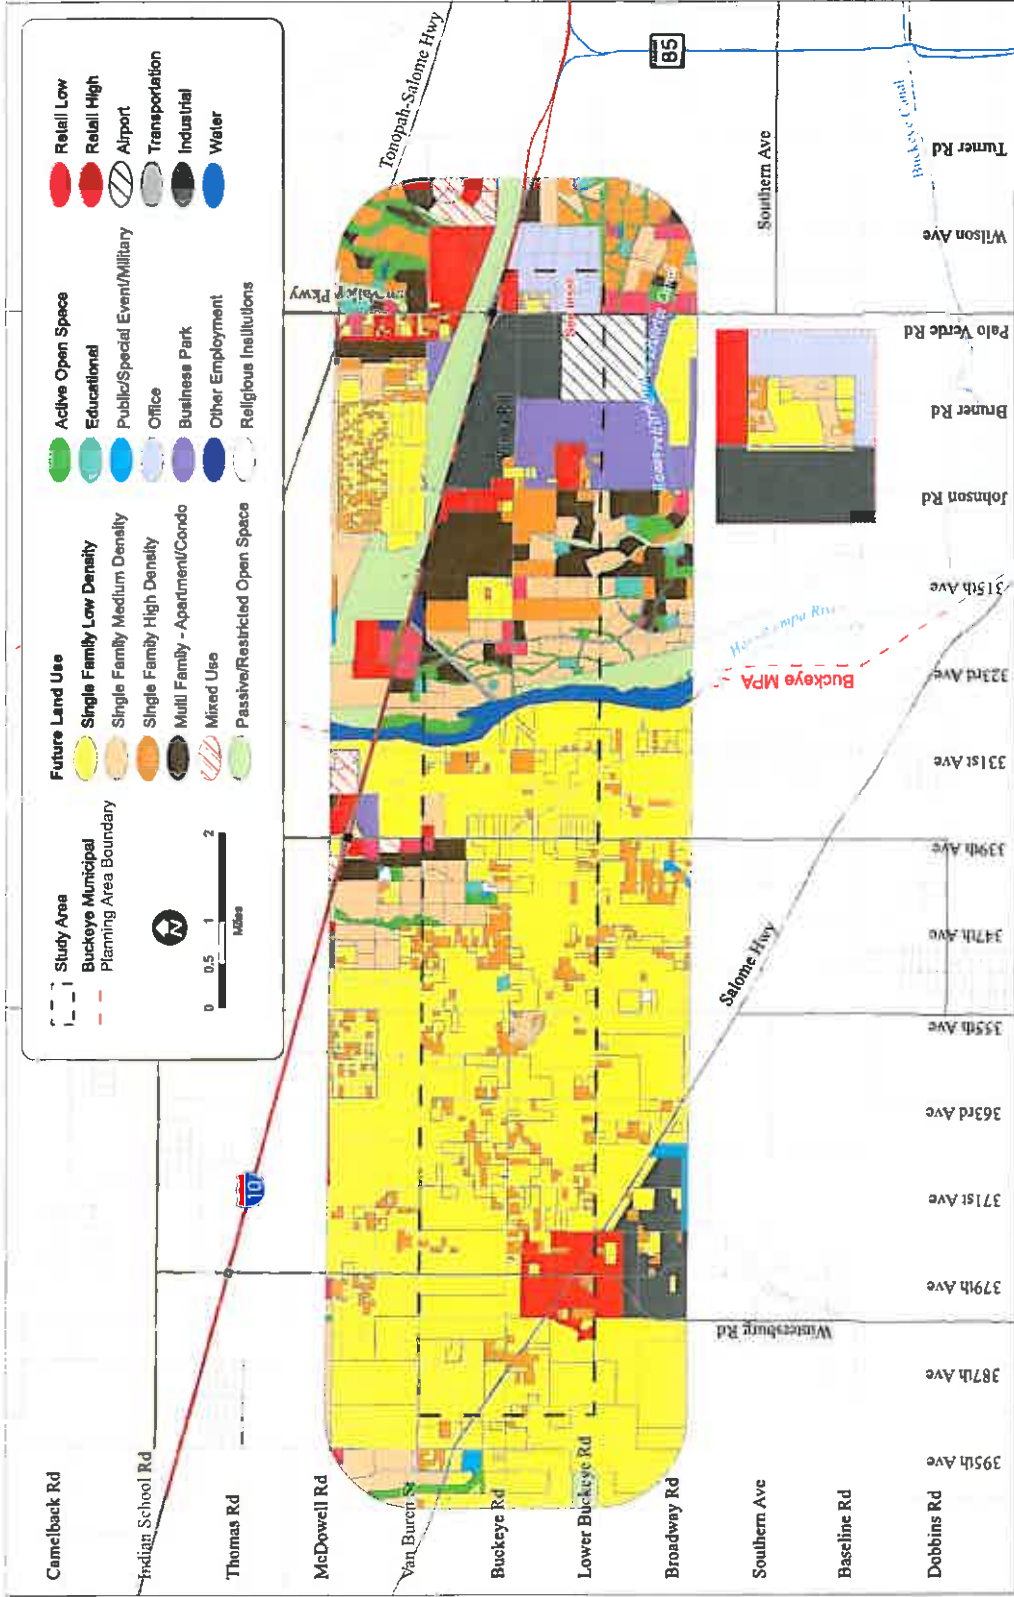 Future Land Use
Study Area
Buckeye Municipal
Planning Area Boundary
N
0 0.5 1 2
Miles
Single Family Low Density
Single Family Medium Density
Single Family High Density
Multi Family - Apartment/Condo
Mixed Use
Passive/Restricted Open Space
Active Open Space
Educational
Public/Special Event/Military
Office
Business Park
Other Employment
Religious Institutions
Retail Low
Retail High
Airport
Transportation
Industrial
Water
Camelback Rd
Indian School Rd
Thomas Rd
McDowell Rd
Van Buren St
Buckeye Rd
Lower Buckeye Rd
Broadway Rd
Southern Ave
Baseline Rd
Dobbins Rd
395th Ave
387th Ave
379th Ave
371st Ave
363rd Ave
355th Ave
347th Ave
339th Ave
331st Ave
323rd Ave
315th Ave
Johnson Rd
Bruner Rd
Palo Verde Rd
Wilson Ave
Turner Rd
Wintersburg Rd
Salome Hwy
Tonopah-Salome Hwy
Southern Ave
Buckeye Canal
Buckeye MPA
See Inset
10
85